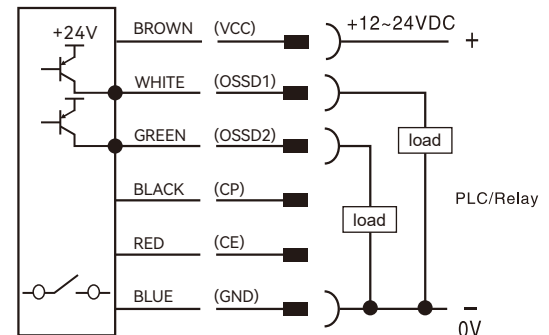 +24V
BROWN (VCC) +12~24VDC +
WHITE (OSSD1)
GREEN (OSSD2)
load
BLACK (CP)
PLC/Relay
load
RED (CE)
BLUE (GND) −
0V